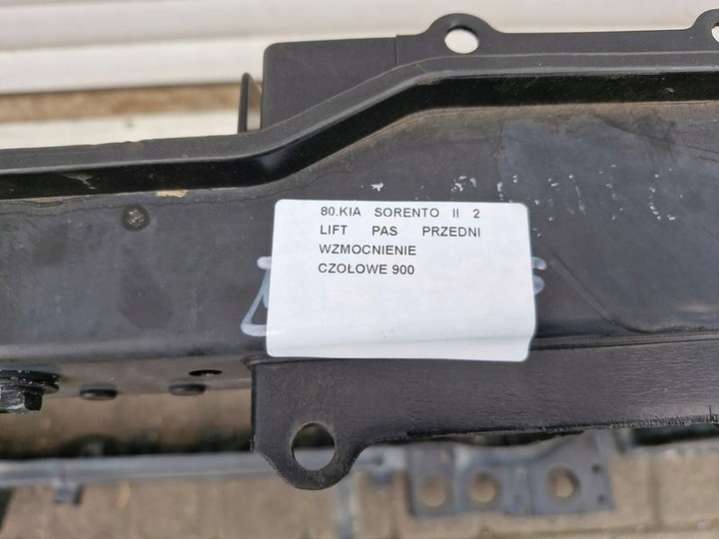 80.KIA SORENTO II 2
LIFT PAS PRZEDNI
WZMOCNIENIE
CZOŁOWE 900